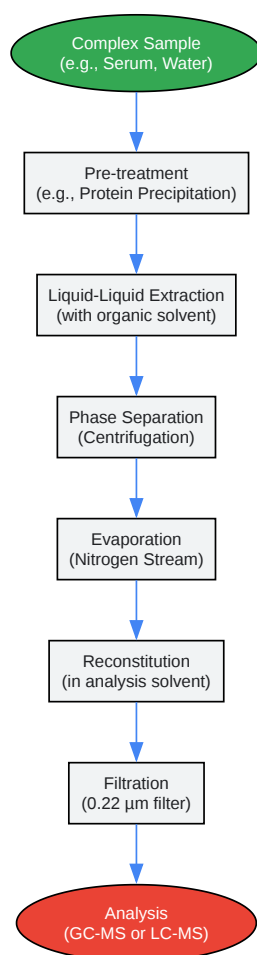 Complex Sample
(e.g., Serum, Water)
Pre-treatment
(e.g., Protein Precipitation)
Liquid-Liquid Extraction
(with organic solvent)
Phase Separation
(Centrifugation)
Evaporation
(Nitrogen Stream)
Reconstitution
(in analysis solvent)
Filtration
(0.22 µm filter)
Analysis
(GC-MS or LC-MS)